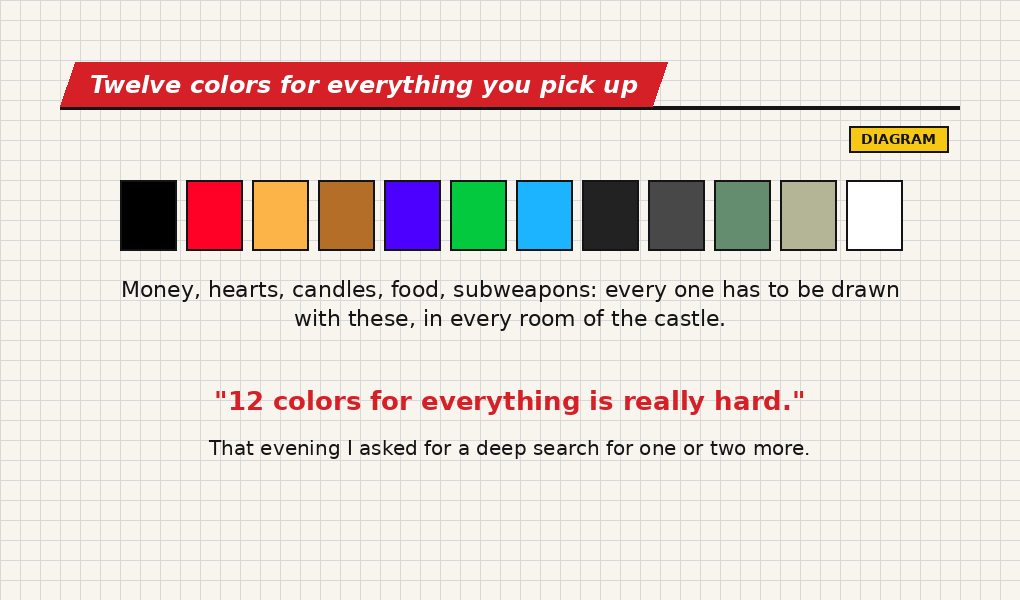 Twelve colors for everything you pick up
DIAGRAM
Money, hearts, candles, food, subweapons: every one has to be drawn
with these, in every room of the castle.
"12 colors for everything is really hard."
That evening I asked for a deep search for one or two more.